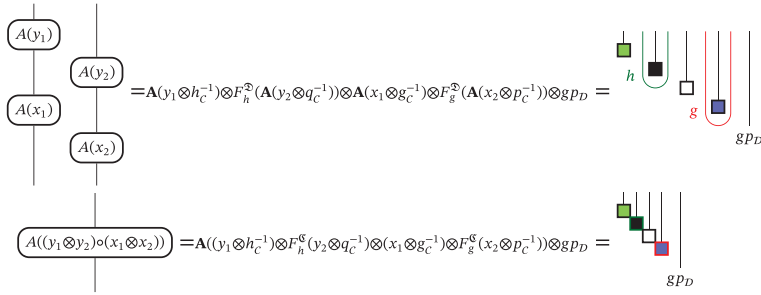 A(y₁)
A(y₂)
A(x₁)
A(x₂)
=𝐀(y₁⊗h_C⁻¹)⊗F_h^𝔇(𝐀(y₂⊗q_C⁻¹))⊗𝐀(x₁⊗g_C⁻¹)⊗F_g^𝔇(𝐀(x₂⊗p_C⁻¹))⊗gp_D =
h
g
gp_D
A((y₁⊗y₂)∘(x₁⊗x₂))
=𝐀((y₁⊗h_C⁻¹)⊗F_h^ℭ(y₂⊗q_C⁻¹)⊗(x₁⊗g_C⁻¹)⊗F_g^ℭ(x₂⊗p_C⁻¹))⊗gp_D =
gp_D